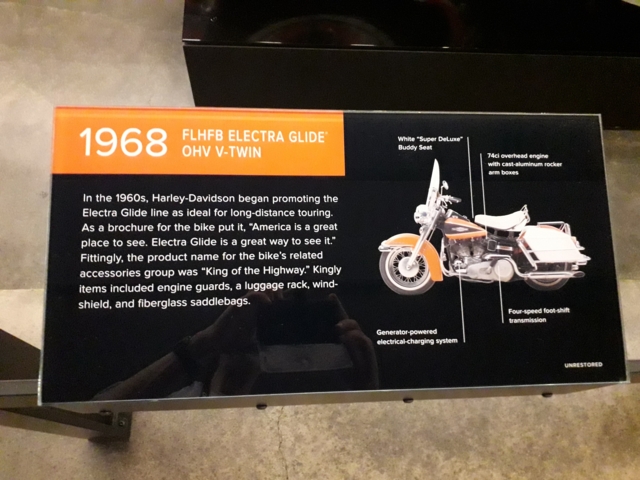 1968 FLHFB ELECTRA GLIDE®
OHV V-TWIN
In the 1960s, Harley-Davidson began promoting the
Electra Glide line as ideal for long-distance touring.
As a brochure for the bike put it, “America is a great
place to see. Electra Glide is a great way to see it.”
Fittingly, the product name for the bike’s related
accessories group was “King of the Highway.” Kingly
items included engine guards, a luggage rack, wind-
shield, and fiberglass saddlebags.
White “Super DeLuxe”
Buddy Seat
74ci overhead engine
with cast-aluminum rocker
arm boxes
Four-speed foot-shift
transmission
Generator-powered
electrical-charging system
UNRESTORED